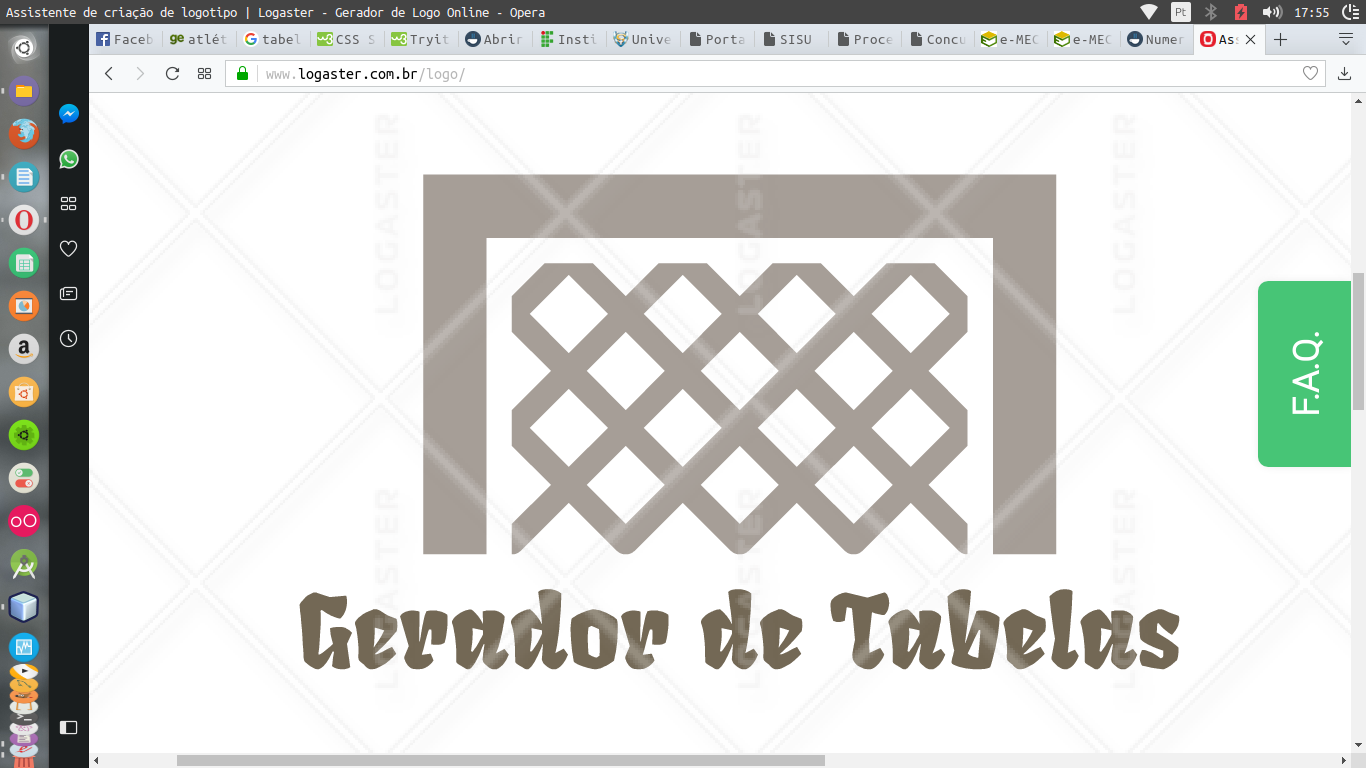 Assistente de criação de logotipo | Logaster - Gerador de Logo Online - Opera
Pt
17:55
Faceb
ge atlét
tabel
CSS S
Tryit
Abrir
Insti
Unive
Porta
SISU
Proce
Concu
e-MEC
e-MEC
Numer
As
www.logaster.com.br/logo/
LOGASTER
LOGASTER
LOGASTER
F.A.Q.
LOGASTER
LOGASTER
LOGASTER
Gerador de Tabelas